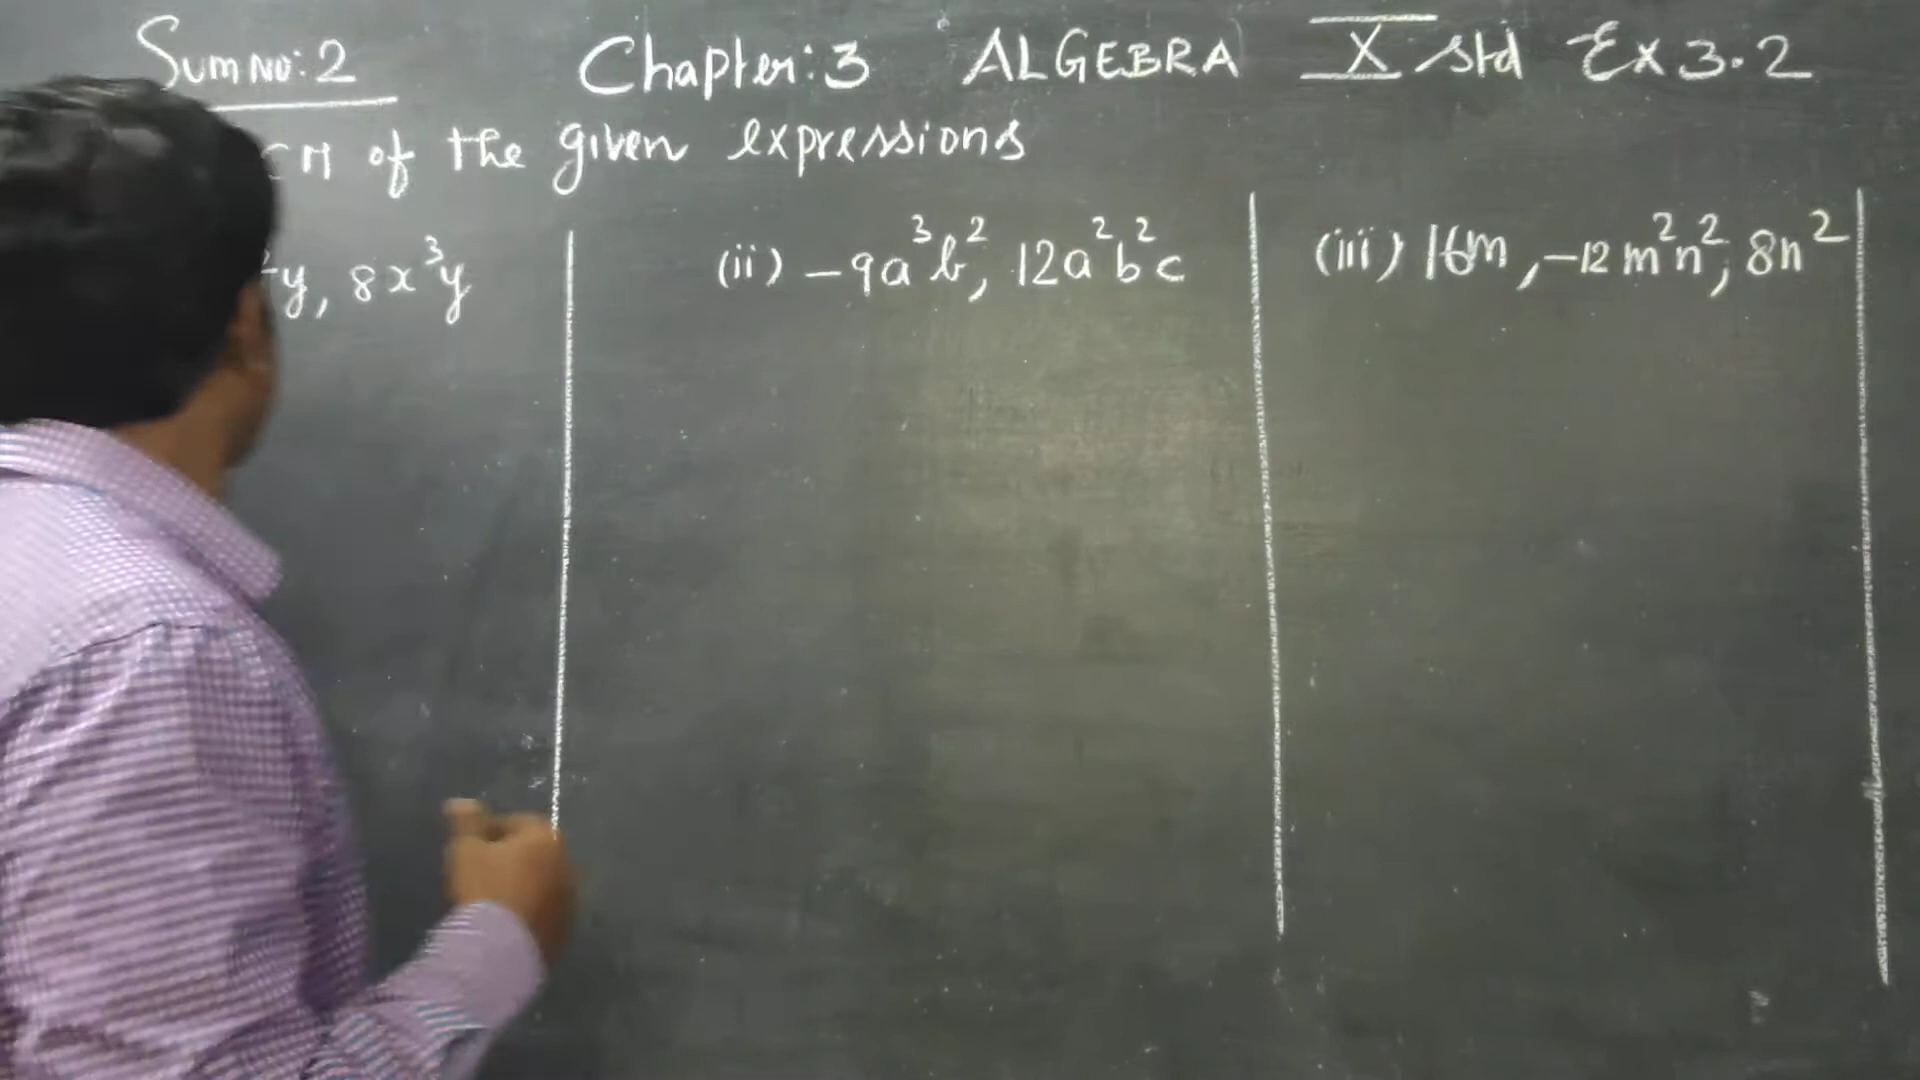 Sum No: 2 Chapter: 3 ALGEBRA X std Ex 3.2
of the given expressions
y, 8x³y (ii) -9a³b², 12a²b²c (iii) 16m, -12m²n², 8n²